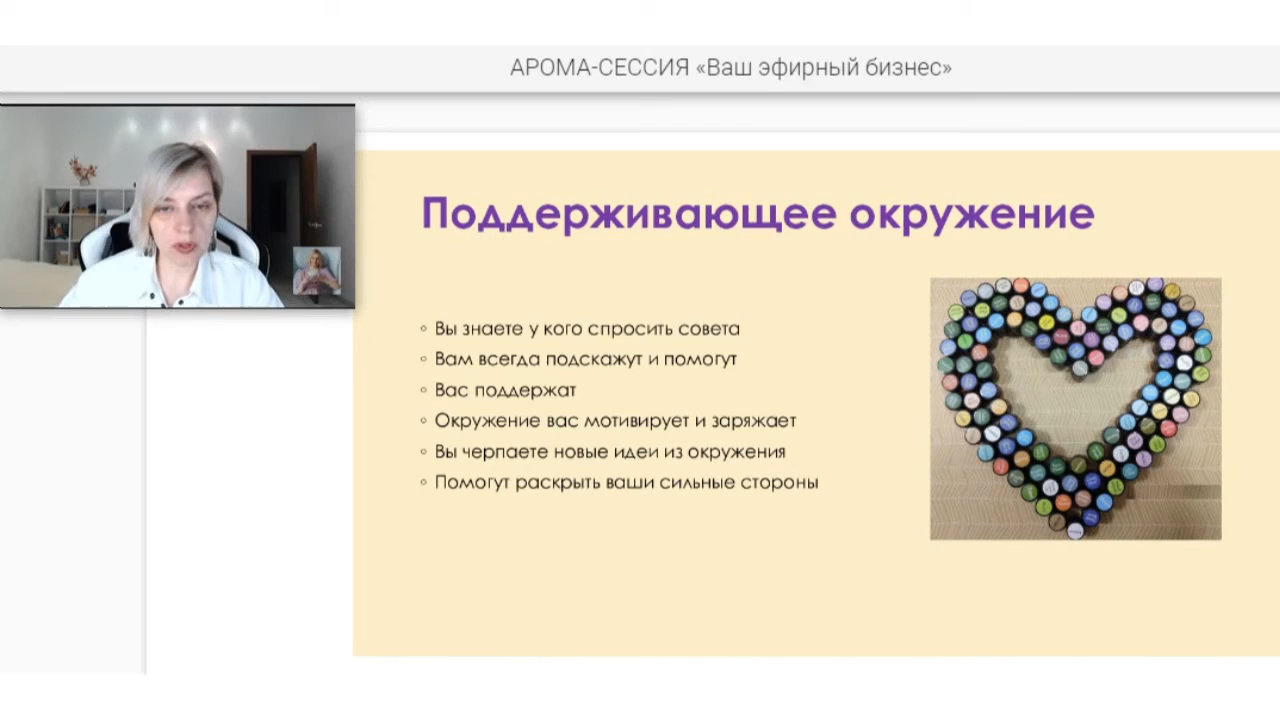 АРОМА-СЕССИЯ «Ваш эфирный бизнес»
Поддерживающее окружение
◦ Вы знаете у кого спросить совета
◦ Вам всегда подскажут и помогут
◦ Вас поддержат
◦ Окружение вас мотивирует и заряжает
◦ Вы черпаете новые идеи из окружения
◦ Помогут раскрыть ваши сильные стороны